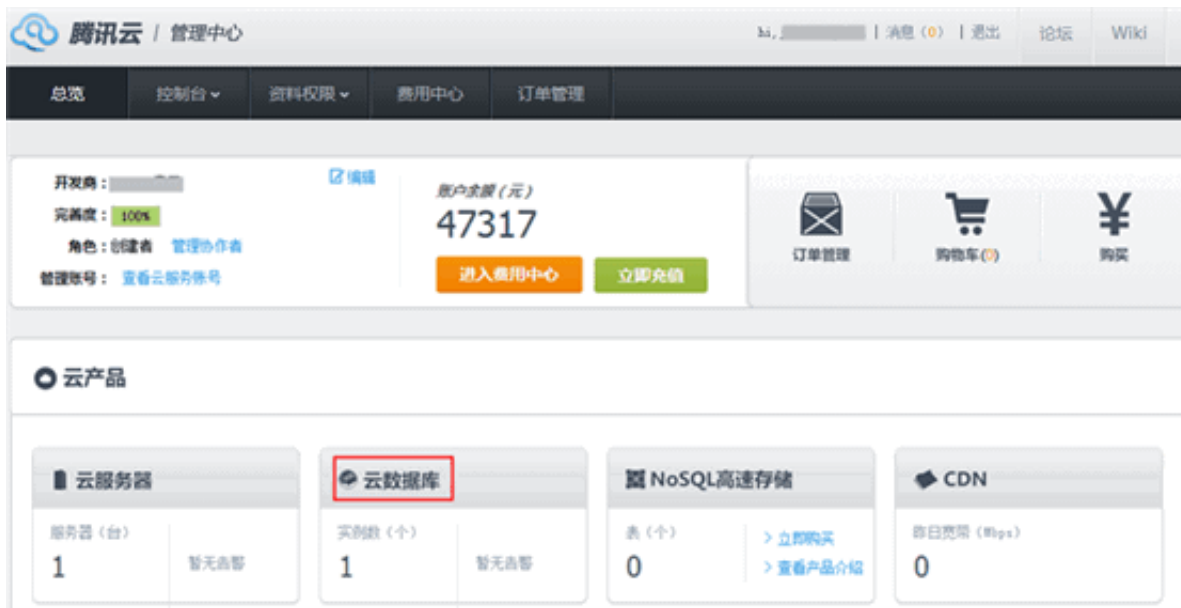 腾讯云 | 管理中心
hi, | 消息（0） | 退出 论坛 Wiki
总览 控制台 资料权限 费用中心 订单管理
开发商：
编辑
完善度：100%
角色：创建者 管理协作者
管理账号：查看云服务账号
账户余额（元）
47317
进入费用中心 立即充值
订单管理 购物车(0) 购买
云产品
云服务器
服务器（台）
1
暂无告警
云数据库
实例数（个）
1
暂无告警
NoSQL高速存储
表（个）
0
> 立即购买
> 查看产品介绍
CDN
昨日宽带（Mbps）
0